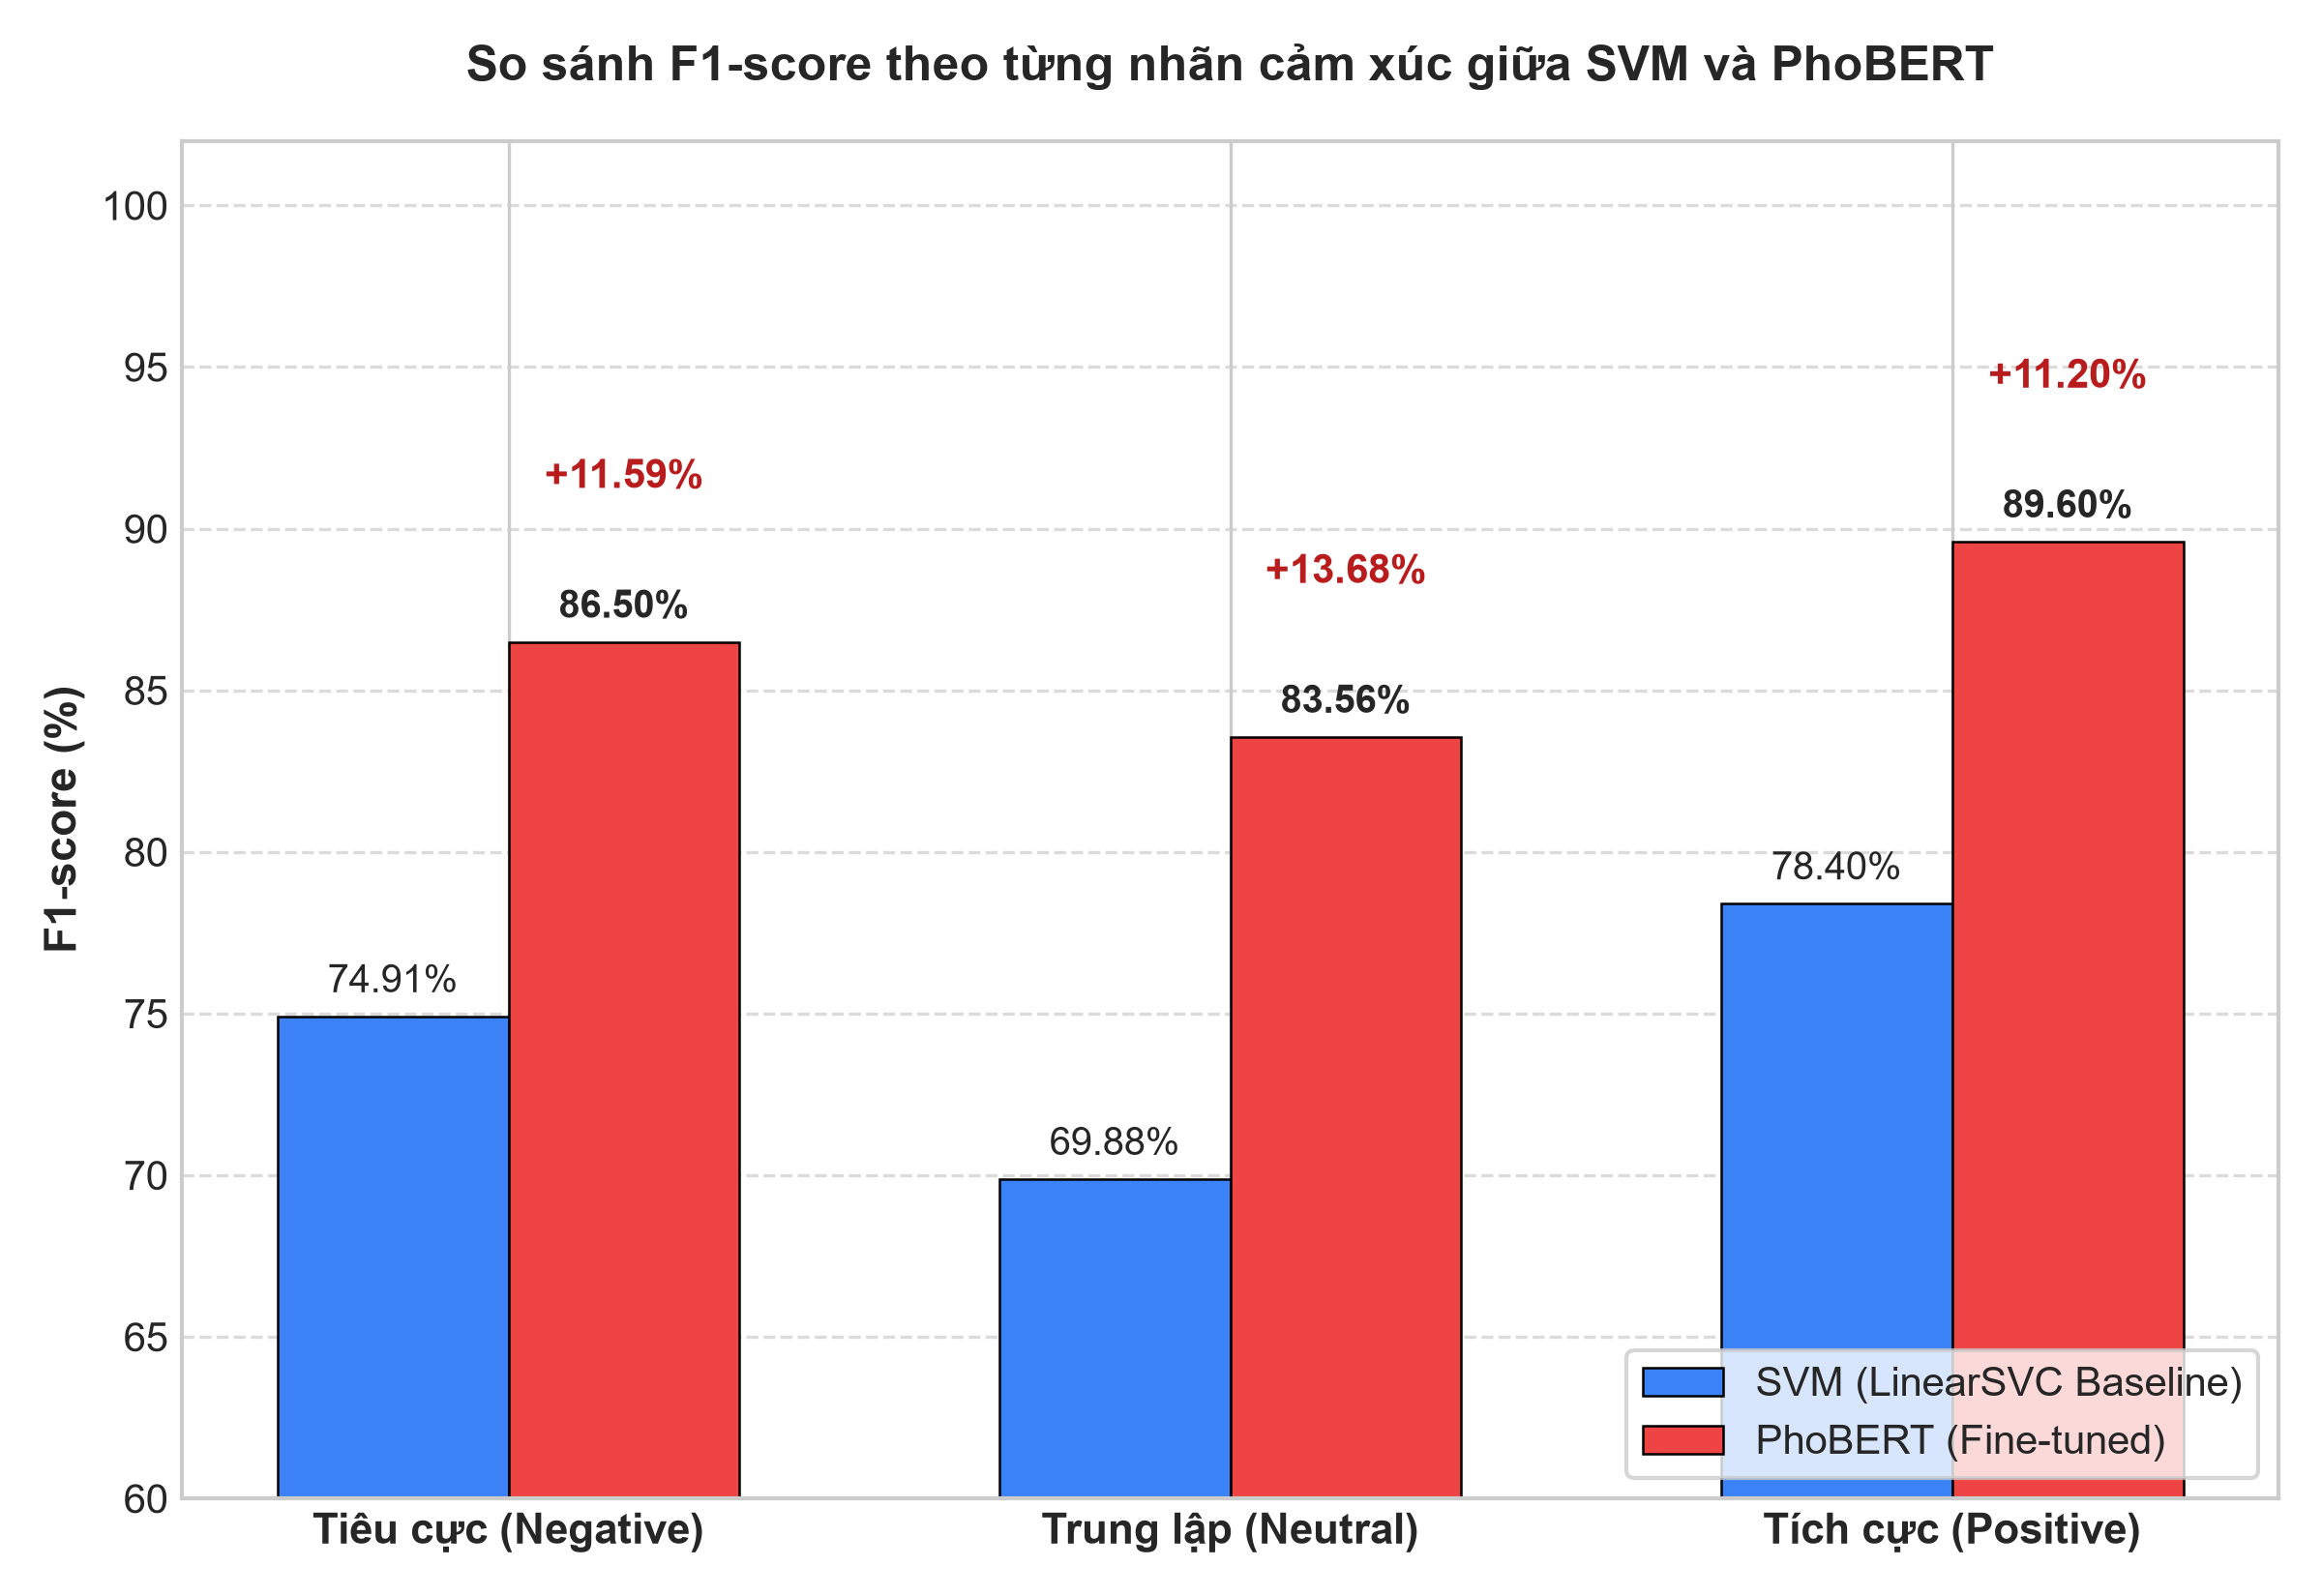 So sánh F1-score theo từng nhãn cảm xúc giữa SVM và PhoBERT
F1-score (%)
100
95
90
85
80
75
70
65
60
+11.59%
86.50%
74.91%
+13.68%
83.56%
69.88%
+11.20%
89.60%
78.40%
SVM (LinearSVC Baseline)
PhoBERT (Fine-tuned)
Tiêu cực (Negative)
Trung lập (Neutral)
Tích cực (Positive)